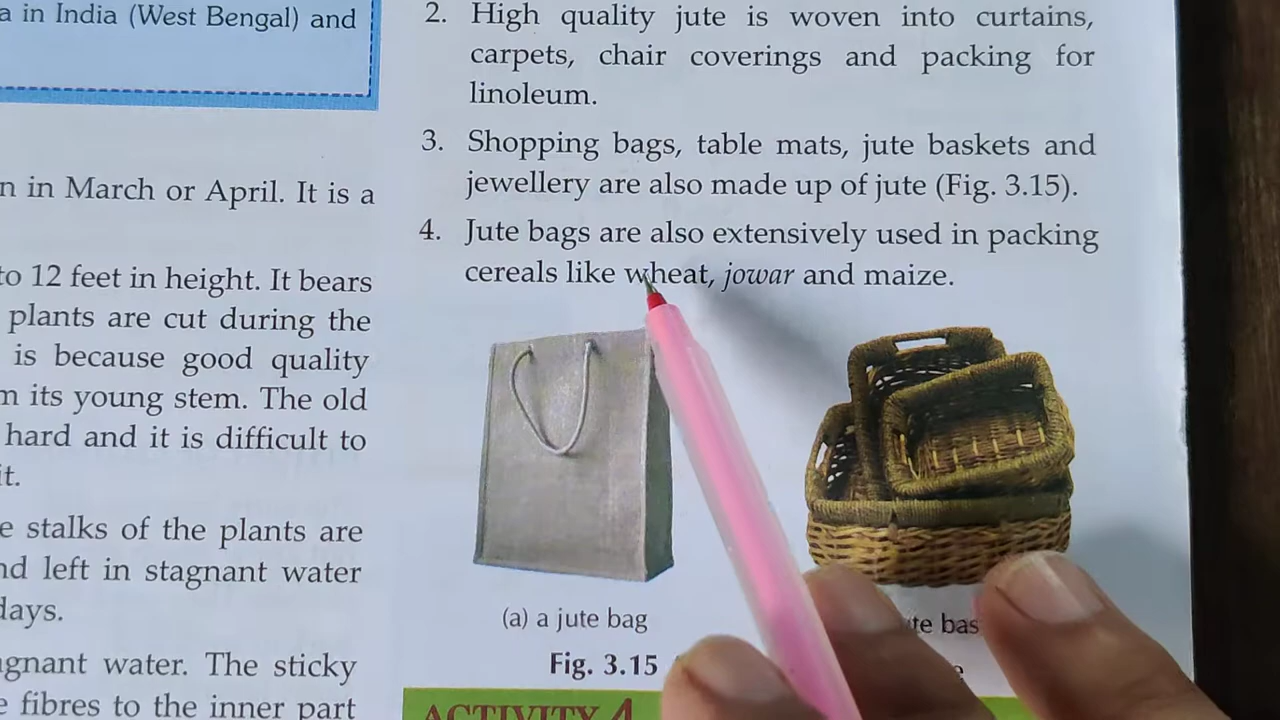 a in India (West Bengal) and
n in March or April. It is a
to 12 feet in height. It bears
plants are cut during the
is because good quality
m its young stem. The old
hard and it is difficult to
it.
e stalks of the plants are
nd left in stagnant water
days.
agnant water. The sticky
e fibres to the inner part
2. High quality jute is woven into curtains,
carpets, chair coverings and packing for
linoleum.
3. Shopping bags, table mats, jute baskets and
jewellery are also made up of jute (Fig. 3.15).
4. Jute bags are also extensively used in packing
cereals like wheat, jowar and maize.
(a) a jute bag
te bas
Fig. 3.15
ACTIVITY 4